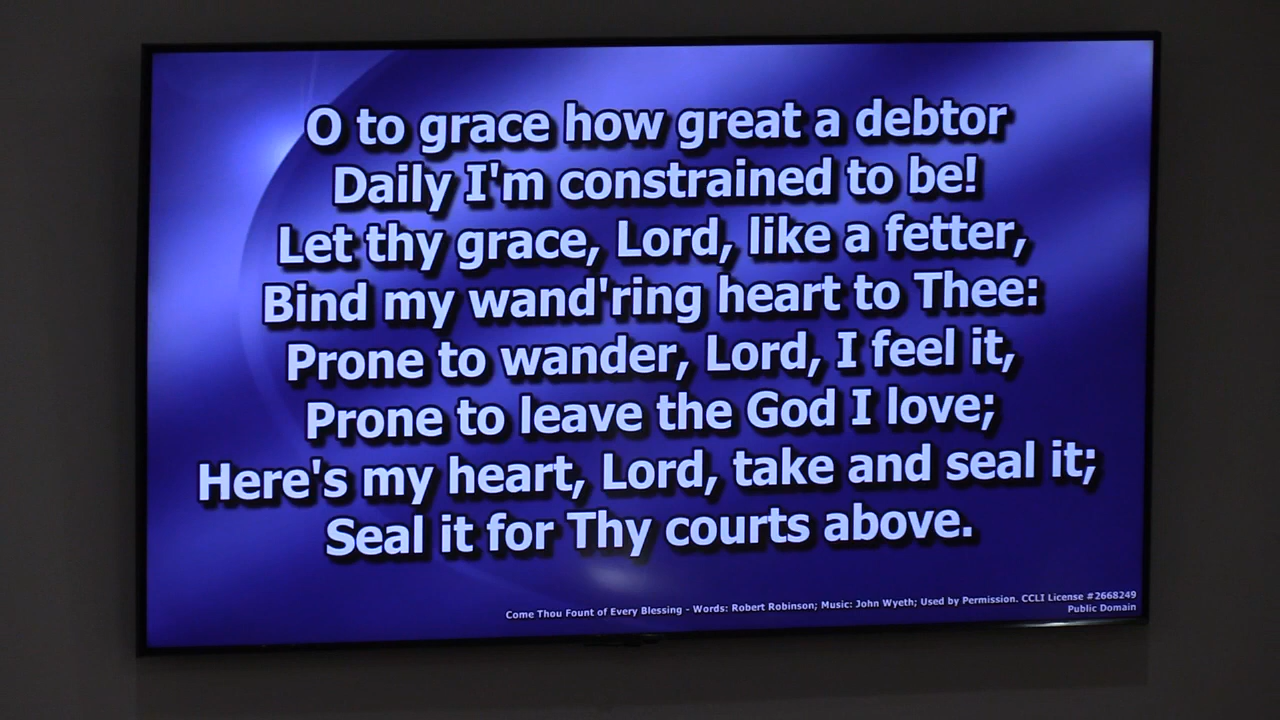 O to grace how great a debtor
Daily I'm constrained to be!
Let thy grace, Lord, like a fetter,
Bind my wand'ring heart to Thee:
Prone to wander, Lord, I feel it,
Prone to leave the God I love;
Here's my heart, Lord, take and seal it;
Seal it for Thy courts above.
Come Thou Fount of Every Blessing - Words: Robert Robinson; Music: John Wyeth; Used by Permission. CCLI License #2668249
Public Domain